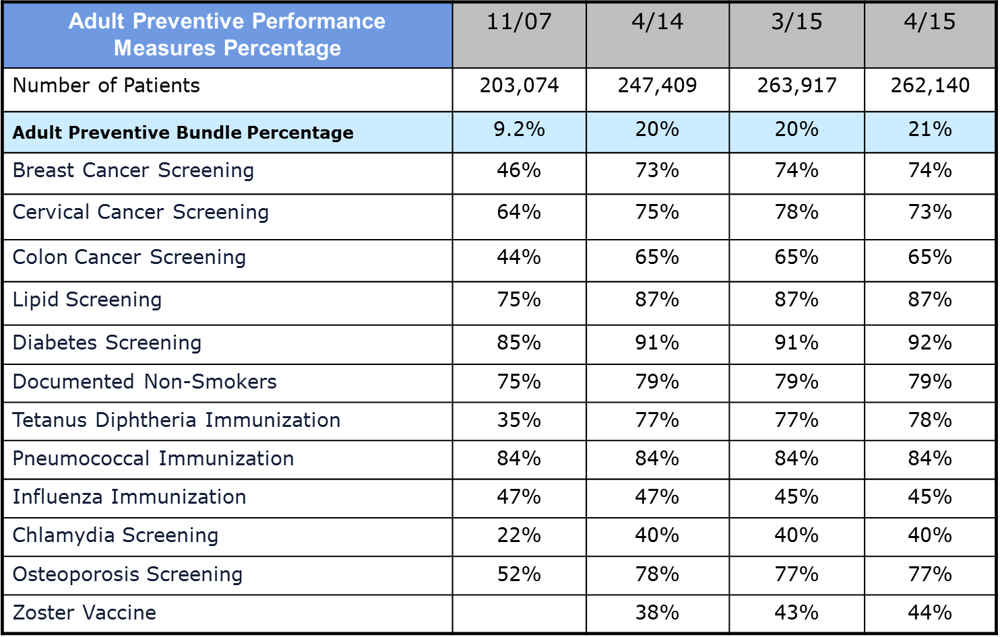 Adult Preventive Performance
Measures Percentage 11/07 4/14 3/15 4/15
Number of Patients 203,074 247,409 263,917 262,140
Adult Preventive Bundle Percentage 9.2% 20% 20% 21%
Breast Cancer Screening 46% 73% 74% 74%
Cervical Cancer Screening 64% 75% 78% 73%
Colon Cancer Screening 44% 65% 65% 65%
Lipid Screening 75% 87% 87% 87%
Diabetes Screening 85% 91% 91% 92%
Documented Non-Smokers 75% 79% 79% 79%
Tetanus Diphtheria Immunization 35% 77% 77% 78%
Pneumococcal Immunization 84% 84% 84% 84%
Influenza Immunization 47% 47% 45% 45%
Chlamydia Screening 22% 40% 40% 40%
Osteoporosis Screening 52% 78% 77% 77%
Zoster Vaccine 38% 43% 44%